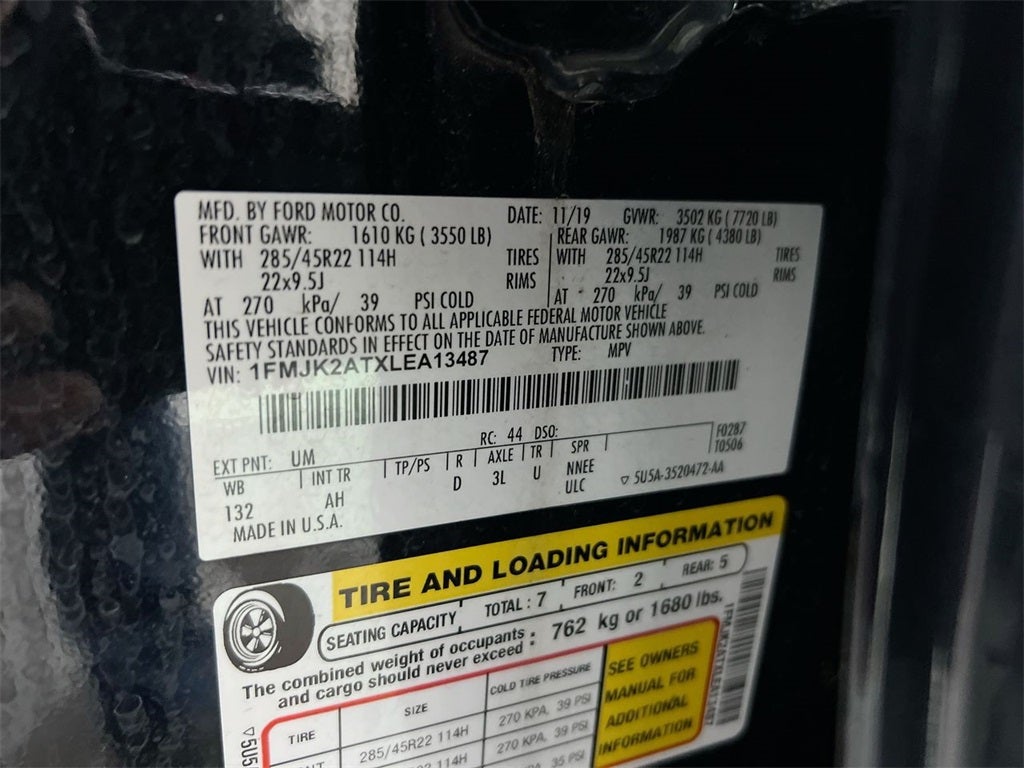 MFD. BY FORD MOTOR CO. DATE: 11/19 GVWR: 3502 KG ( 7720 LB)
FRONT GAWR: 1610 KG ( 3550 LB) REAR GAWR: 1987 KG ( 4380 LB)
WITH 285/45R22 114H TIRES WITH 285/45R22 114H TIRES
22x9.5J RIMS 22x9.5J RIMS
AT 270 kPa/ 39 PSI COLD AT 270 kPa/ 39 PSI COLD
THIS VEHICLE CONFORMS TO ALL APPLICABLE FEDERAL MOTOR VEHICLE
SAFETY STANDARDS IN EFFECT ON THE DATE OF MANUFACTURE SHOWN ABOVE.
VIN: 1FMJK2ATXLEA13487 TYPE: MPV
F0287
EXT PNT: UM RC: 44 DSO: T0506
WB INT TR TP/PS R AXLE TR SPR
132 AH D 3L U NNEE
ULC
MADE IN U.S.A. ▽ 5U5A-3520472-AA
TIRE AND LOADING INFORMATION
SEATING CAPACITY TOTAL : 7 FRONT: 2 REAR: 5
The combined weight of occupants
and cargo should never exceed : 762 kg or 1680 lbs.
TIRE SIZE COLD TIRE PRESSURE
285/45R22 114H 270 KPA, 39 PSI
114H 270 KPA, 39 PSI
35 PSI
SEE OWNERS
MANUAL FOR
ADDITIONAL
INFORMATION
1FMJK2ATXLEA13487
▽5U5